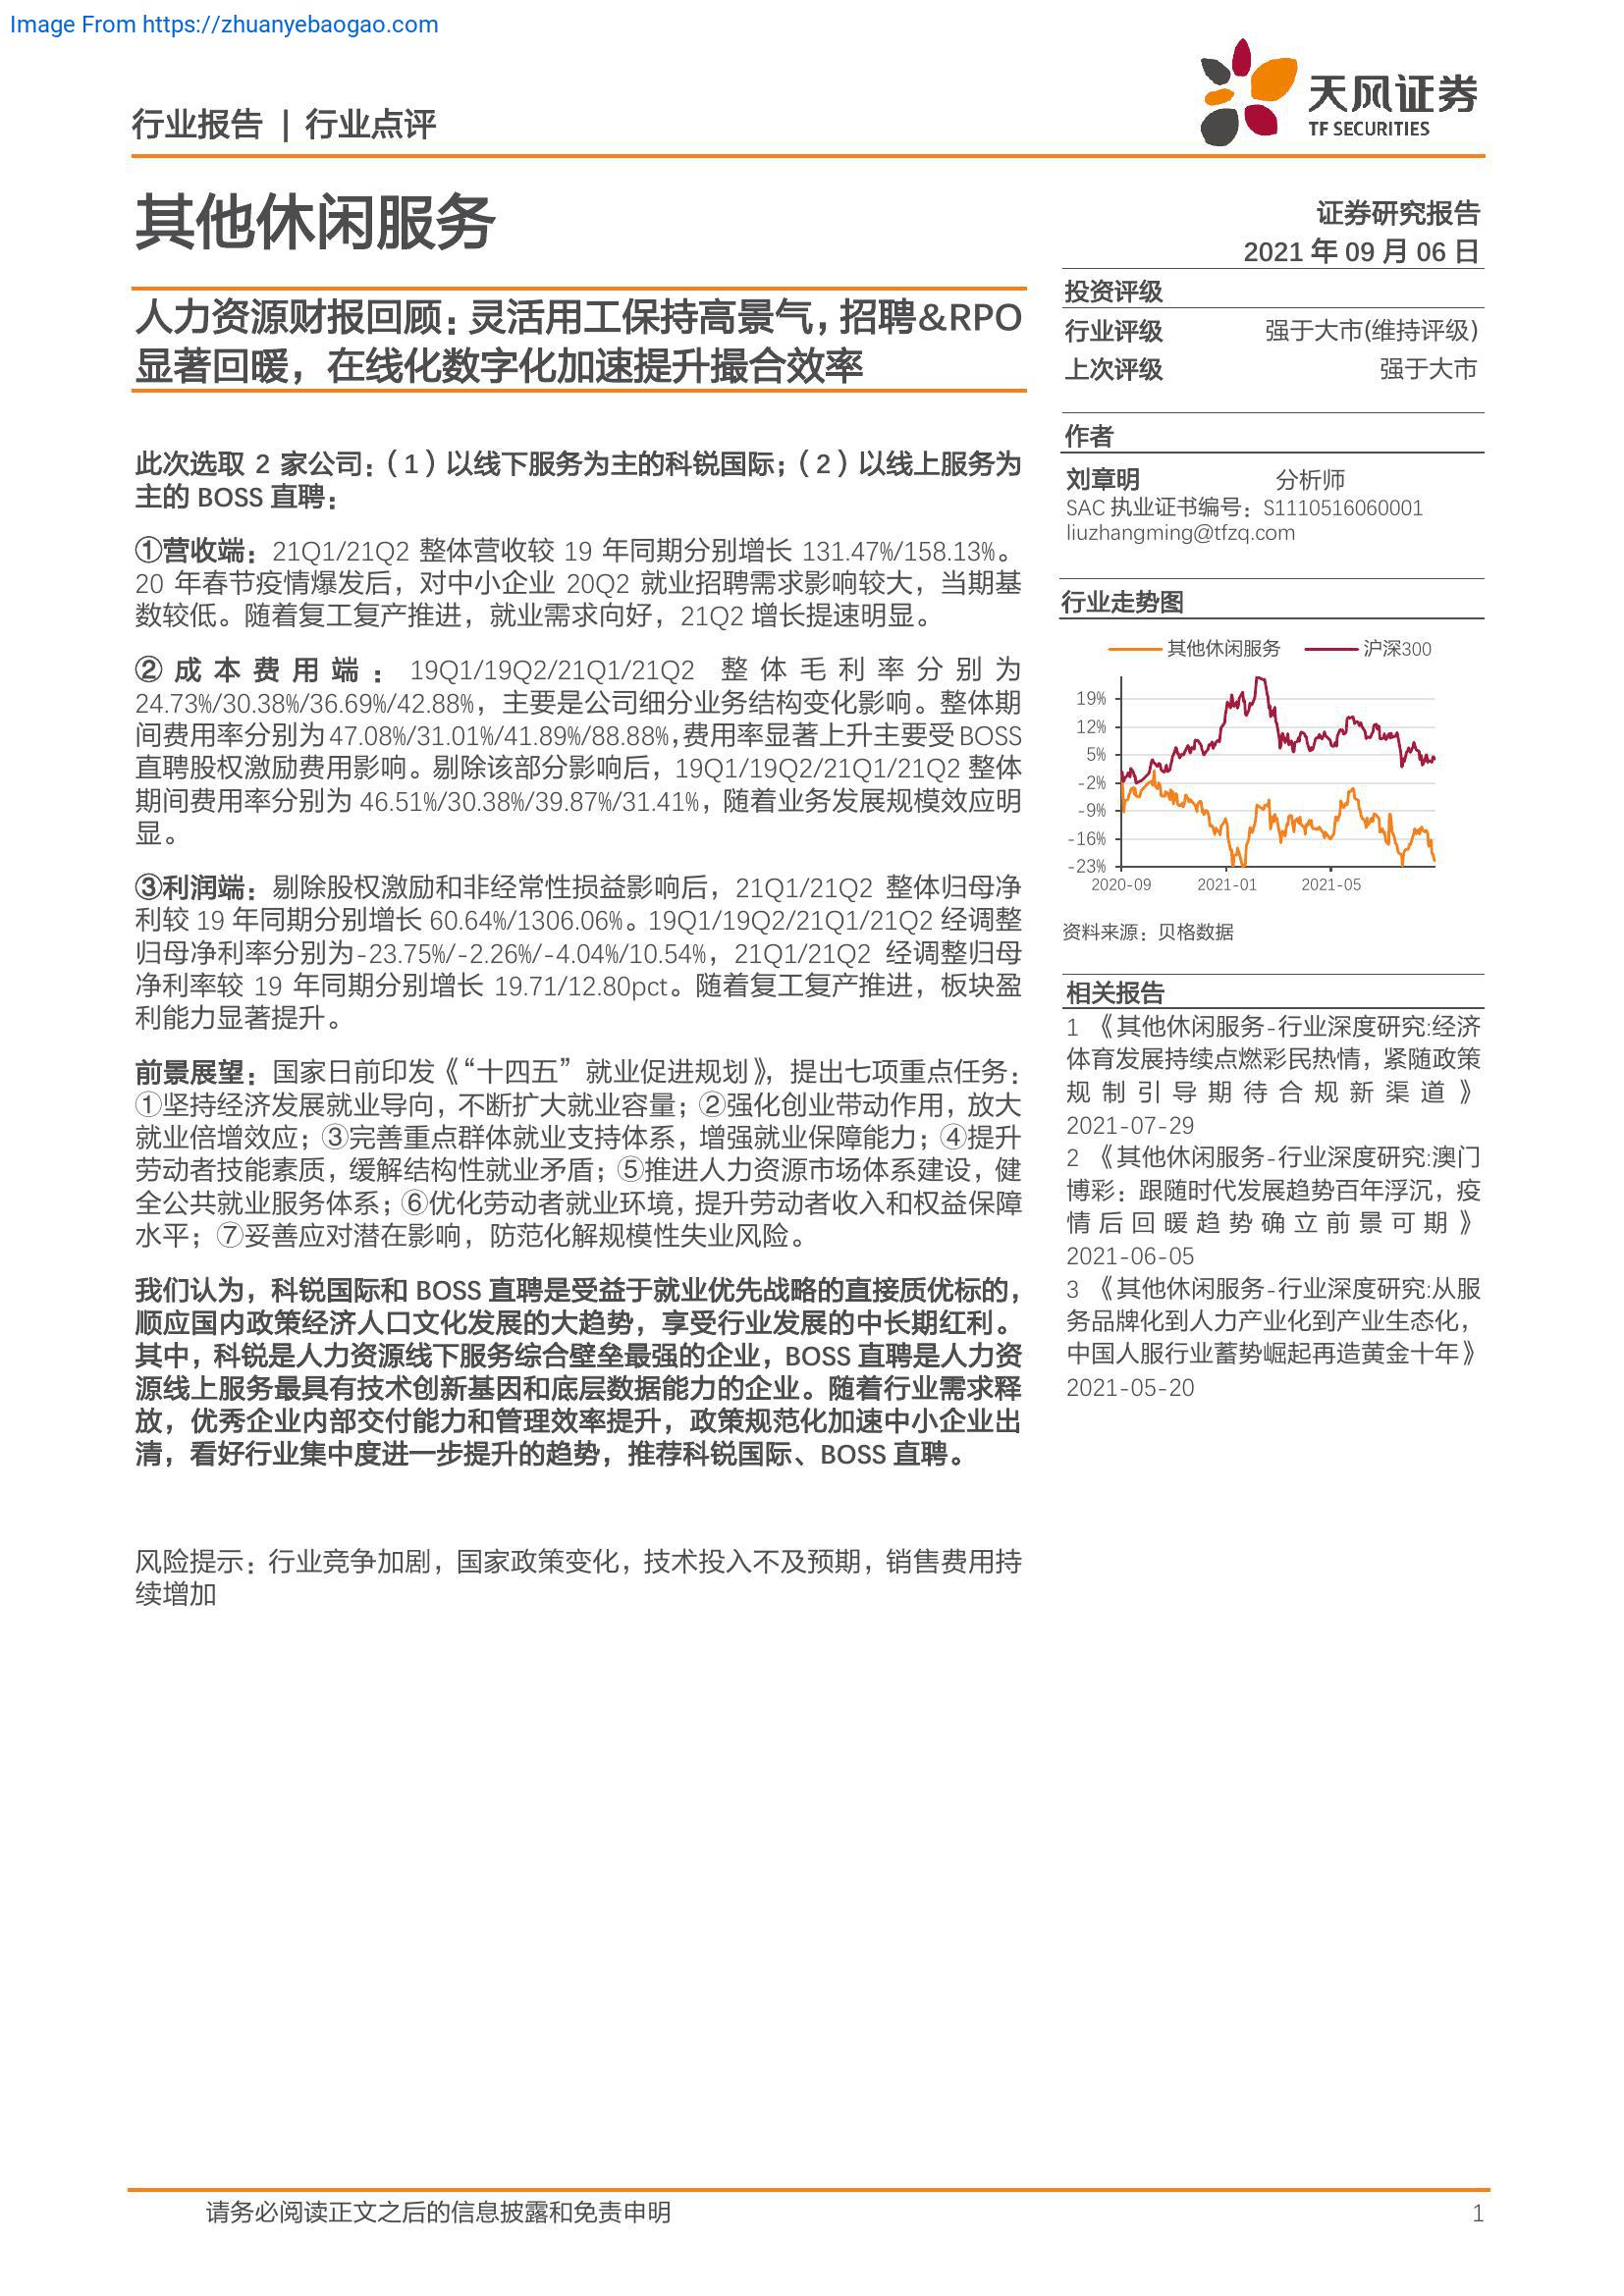 Image From https://zhuanyebaogao.com
行业报告 | 行业点评
天风证券
TF SECURITIES
其他休闲服务
证券研究报告
2021 年 09 月 06 日
人力资源财报回顾：灵活用工保持高景气，招聘&RPO
显著回暖，在线化数字化加速提升撮合效率
此次选取 2 家公司：（1）以线下服务为主的科锐国际；（2）以线上服务为
主的 BOSS 直聘：
①营收端：21Q1/21Q2 整体营收较 19 年同期分别增长 131.47%/158.13%。
20 年春节疫情爆发后，对中小企业 20Q2 就业招聘需求影响较大，当期基
数较低。随着复工复产推进，就业需求向好，21Q2 增长提速明显。
②成本费用端：19Q1/19Q2/21Q1/21Q2 整体毛利率分别为
24.73%/30.38%/36.69%/42.88%，主要是公司细分业务结构变化影响。整体期
间费用率分别为 47.08%/31.01%/41.89%/88.88%，费用率显著上升主要受 BOSS
直聘股权激励费用影响。剔除该部分影响后，19Q1/19Q2/21Q1/21Q2 整体
期间费用率分别为 46.51%/30.38%/39.87%/31.41%，随着业务发展规模效应明
显。
③利润端：剔除股权激励和非经常性损益影响后，21Q1/21Q2 整体归母净
利较 19 年同期分别增长 60.64%/1306.06%。19Q1/19Q2/21Q1/21Q2 经调整
归母净利率分别为-23.75%/-2.26%/-4.04%/10.54%，21Q1/21Q2 经调整归母
净利率较 19 年同期分别增长 19.71/12.80pct。随着复工复产推进，板块盈
利能力显著提升。
前景展望：国家日前印发《“十四五”就业促进规划》，提出七项重点任务：
①坚持经济发展就业导向，不断扩大就业容量；②强化创业带动作用，放大
就业倍增效应；③完善重点群体就业支持体系，增强就业保障能力；④提升
劳动者技能素质，缓解结构性就业矛盾；⑤推进人力资源市场体系建设，健
全公共就业服务体系；⑥优化劳动者就业环境，提升劳动者收入和权益保障
水平；⑦妥善应对潜在影响，防范化解规模性失业风险。
我们认为，科锐国际和 BOSS 直聘是受益于就业优先战略的直接质优标的，
顺应国内政策经济人口文化发展的大趋势，享受行业发展的中长期红利。
其中，科锐是人力资源线下服务综合壁垒最强的企业，BOSS 直聘是人力资
源线上服务最具有技术创新基因和底层数据能力的企业。随着行业需求释
放，优秀企业内部交付能力和管理效率提升，政策规范化加速中小企业出
清，看好行业集中度进一步提升的趋势，推荐科锐国际、BOSS 直聘。
风险提示：行业竞争加剧，国家政策变化，技术投入不及预期，销售费用持
续增加
投资评级
行业评级 强于大市(维持评级)
上次评级 强于大市
作者
刘章明 分析师
SAC 执业证书编号：S1110516060001
liuzhangming@tfzq.com
行业走势图
其他休闲服务 沪深300
19%
12%
5%
-2%
-9%
-16%
-23%
2020-09 2021-01 2021-05
资料来源：贝格数据
相关报告
1 《其他休闲服务-行业深度研究:经济
体育发展持续点燃彩民热情，紧随政策
规制引导期待合规新渠道》
2021-07-29
2 《其他休闲服务-行业深度研究:澳门
博彩：跟随时代发展趋势百年浮沉，疫
情后回暖趋势确立前景可期》
2021-06-05
3 《其他休闲服务-行业深度研究:从服
务品牌化到人力产业化到产业生态化，
中国人服行业蓄势崛起再造黄金十年》
2021-05-20
请务必阅读正文之后的信息披露和免责申明 1